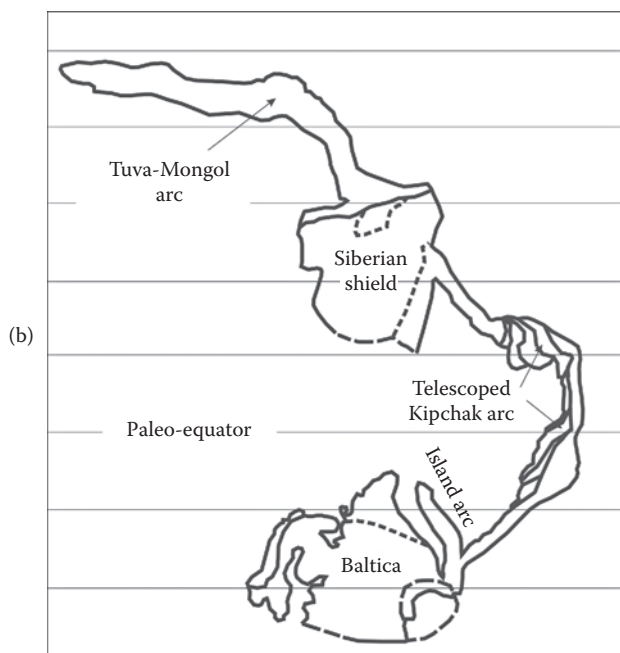 Tuva-Mongol
arc
Siberian
shield
(b)
Telescoped
Kipchak arc
Paleo-equator
Island arc
Baltica